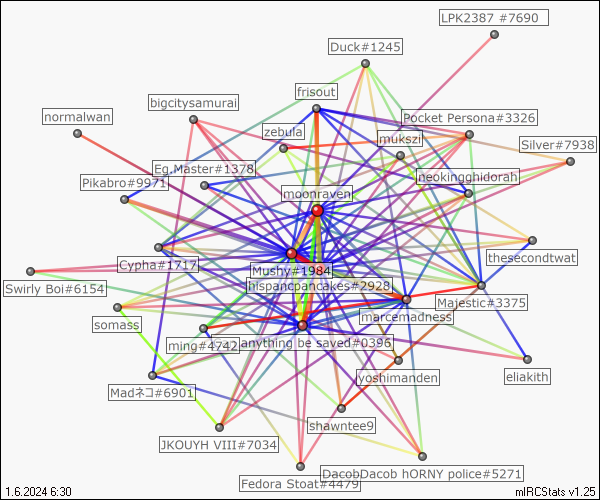 LPK2387 #7690
Duck#1245
frisout
bigcitysamurai
Pocket Persona#3326
normalwan
zebula
mukszi
Silver#7938
Eg.Master#1378
neokingghidorah
Pikabro#9971
moonraven
thesecondtwat
Cypha#1717
Mushy#1984
Swirly Boi#6154
hispancpancakes#2928
Majestic#3375
somass
marcemadness
ming#4742
anything be saved#0396
yoshimanden
eliakith
Madネコ#6901
shawntee9
JKOUYH VIII#7034
DacobDacob hORNY police#5271
Fedora Stoat#4479
1.6.2024 6:30
mIRCStats v1.25